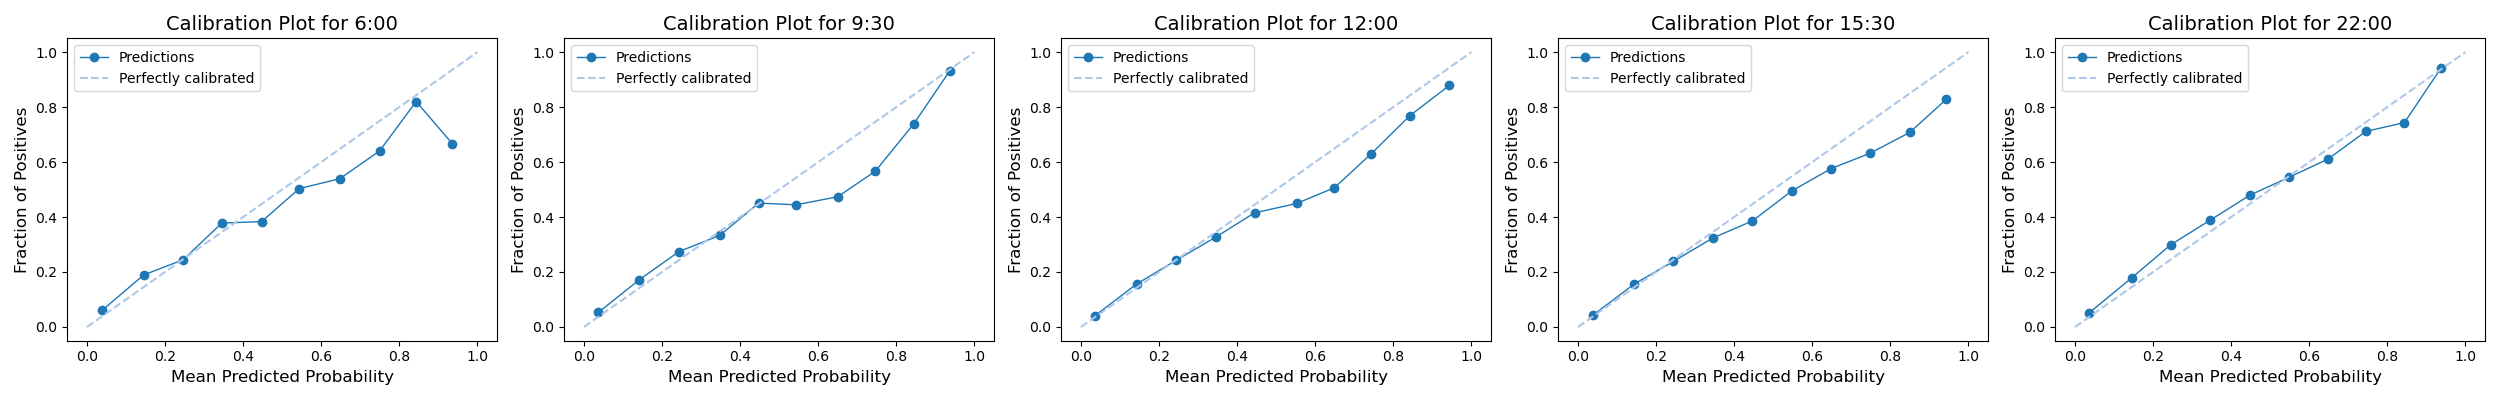 Calibration Plot for 6:00
1.0
0.8
0.6
0.4
0.2
0.0
Fraction of Positives
Predictions
Perfectly calibrated
0.0 0.2 0.4 0.6 0.8 1.0
Mean Predicted Probability
Calibration Plot for 9:30
1.0
0.8
0.6
0.4
0.2
0.0
Fraction of Positives
Predictions
Perfectly calibrated
0.0 0.2 0.4 0.6 0.8 1.0
Mean Predicted Probability
Calibration Plot for 12:00
1.0
0.8
0.6
0.4
0.2
0.0
Fraction of Positives
Predictions
Perfectly calibrated
0.0 0.2 0.4 0.6 0.8 1.0
Mean Predicted Probability
Calibration Plot for 15:30
1.0
0.8
0.6
0.4
0.2
0.0
Fraction of Positives
Predictions
Perfectly calibrated
0.0 0.2 0.4 0.6 0.8 1.0
Mean Predicted Probability
Calibration Plot for 22:00
1.0
0.8
0.6
0.4
0.2
0.0
Fraction of Positives
Predictions
Perfectly calibrated
0.0 0.2 0.4 0.6 0.8 1.0
Mean Predicted Probability